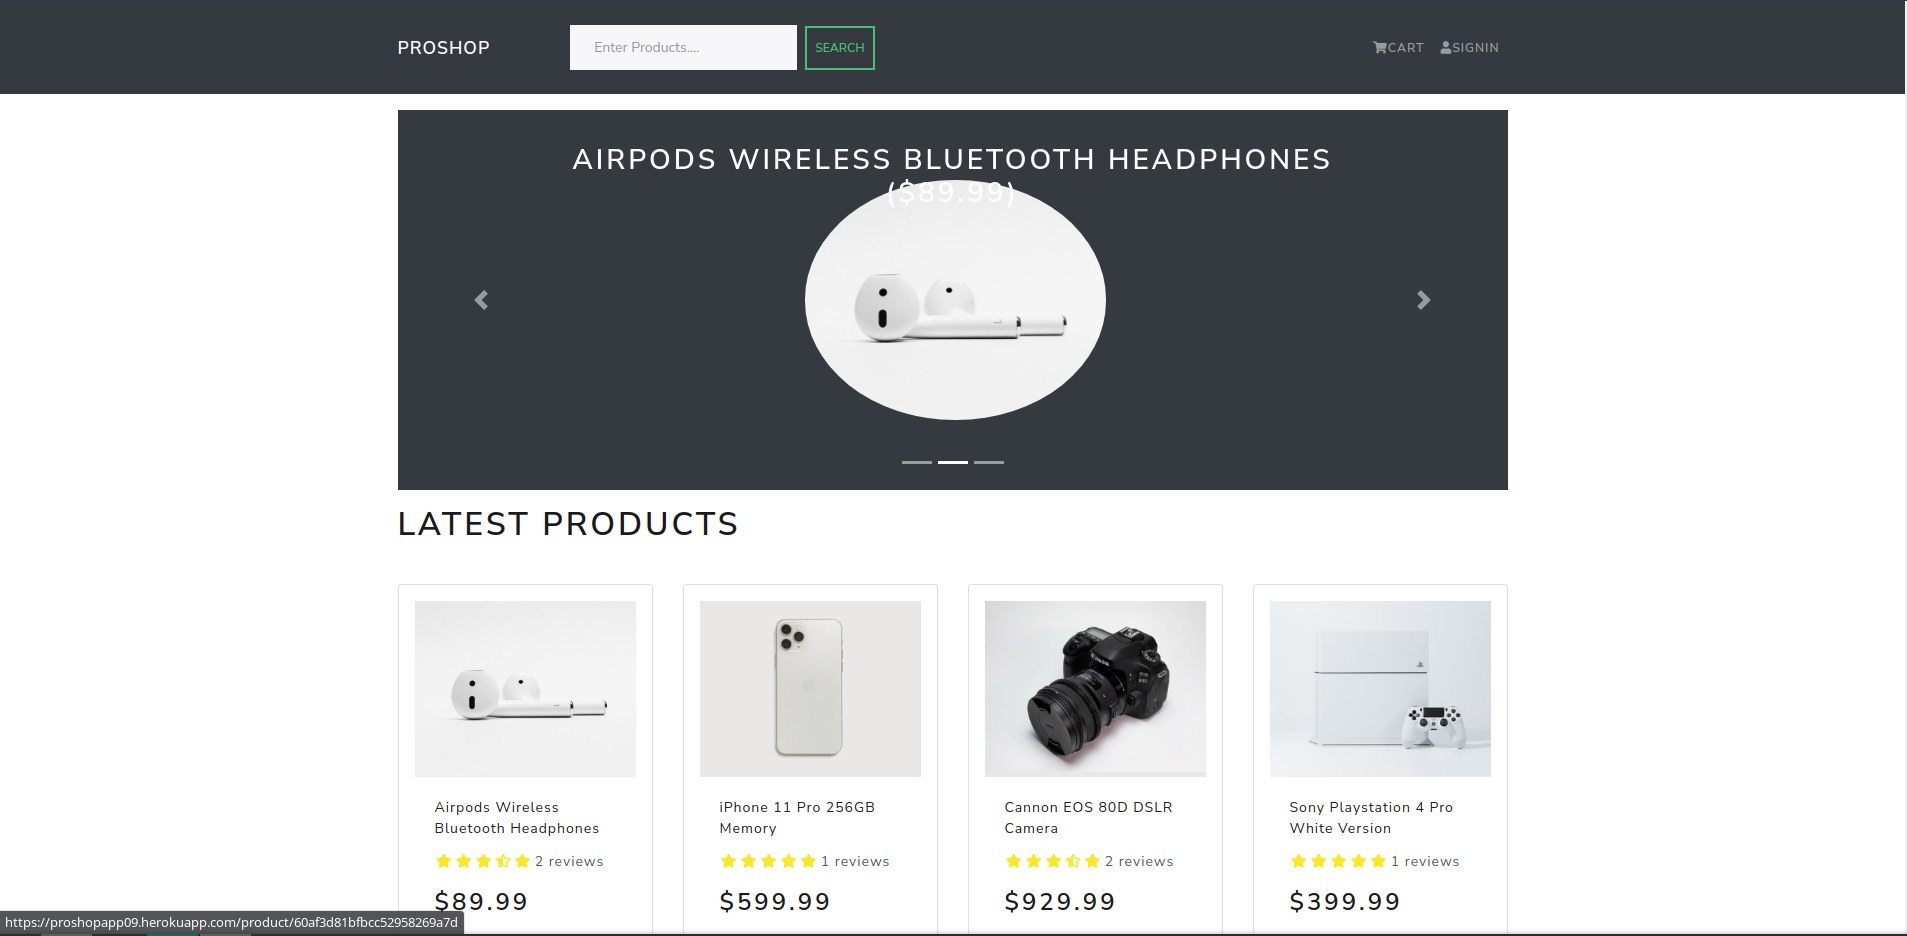 PROSHOP
Enter Products....
SEARCH
CART
SIGNIN
AIRPODS WIRELESS BLUETOOTH HEADPHONES
($89.99)
LATEST PRODUCTS
Airpods Wireless
Bluetooth Headphones
2 reviews
$89.99
iPhone 11 Pro 256GB
Memory
1 reviews
$599.99
Cannon EOS 80D DSLR
Camera
2 reviews
$929.99
Sony Playstation 4 Pro
White Version
1 reviews
$399.99
https://proshopapp09.herokuapp.com/product/60af3d81bfbcc52958269a7d